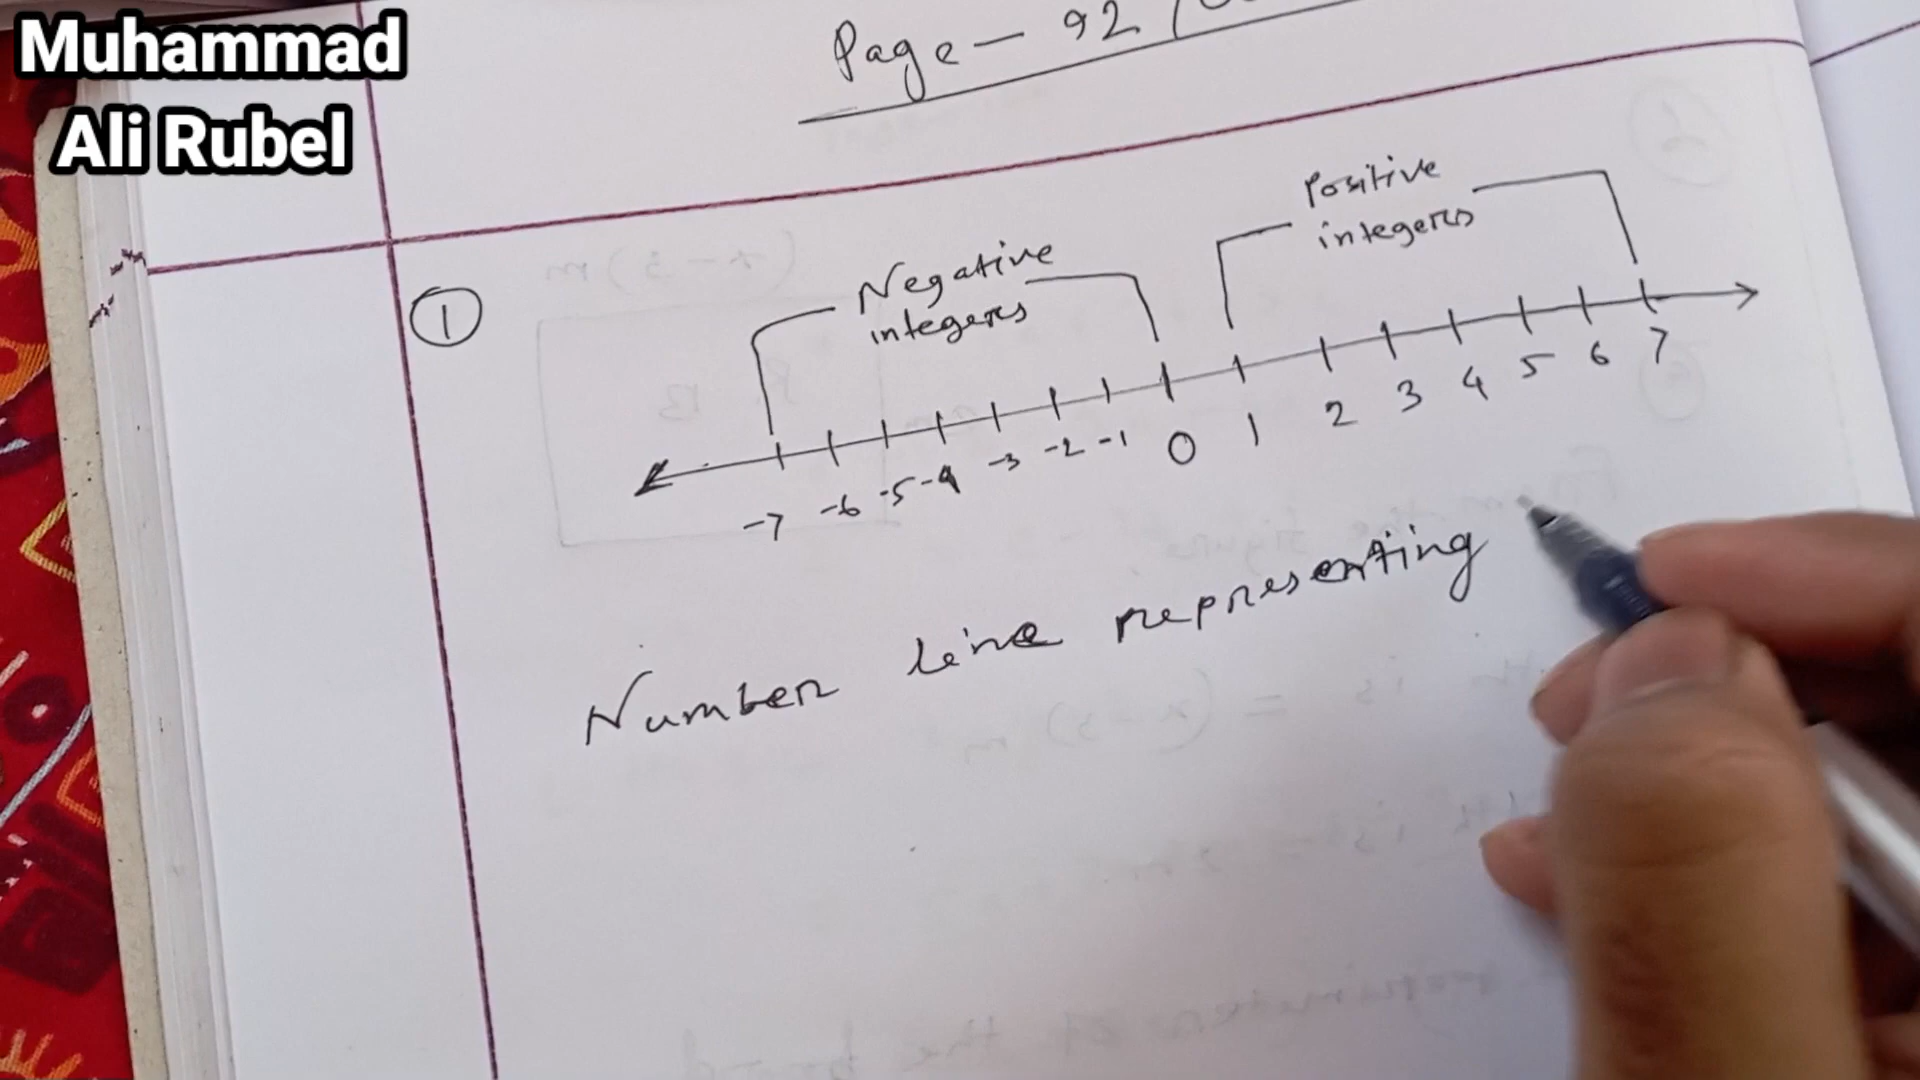 Muhammad
Ali Rubel
Page - 92
1
Negative
integers
Positive
integers
-7 -6 -5 -4 -3 -2 -1 0 1 2 3 4 5 6 7
Number line representing